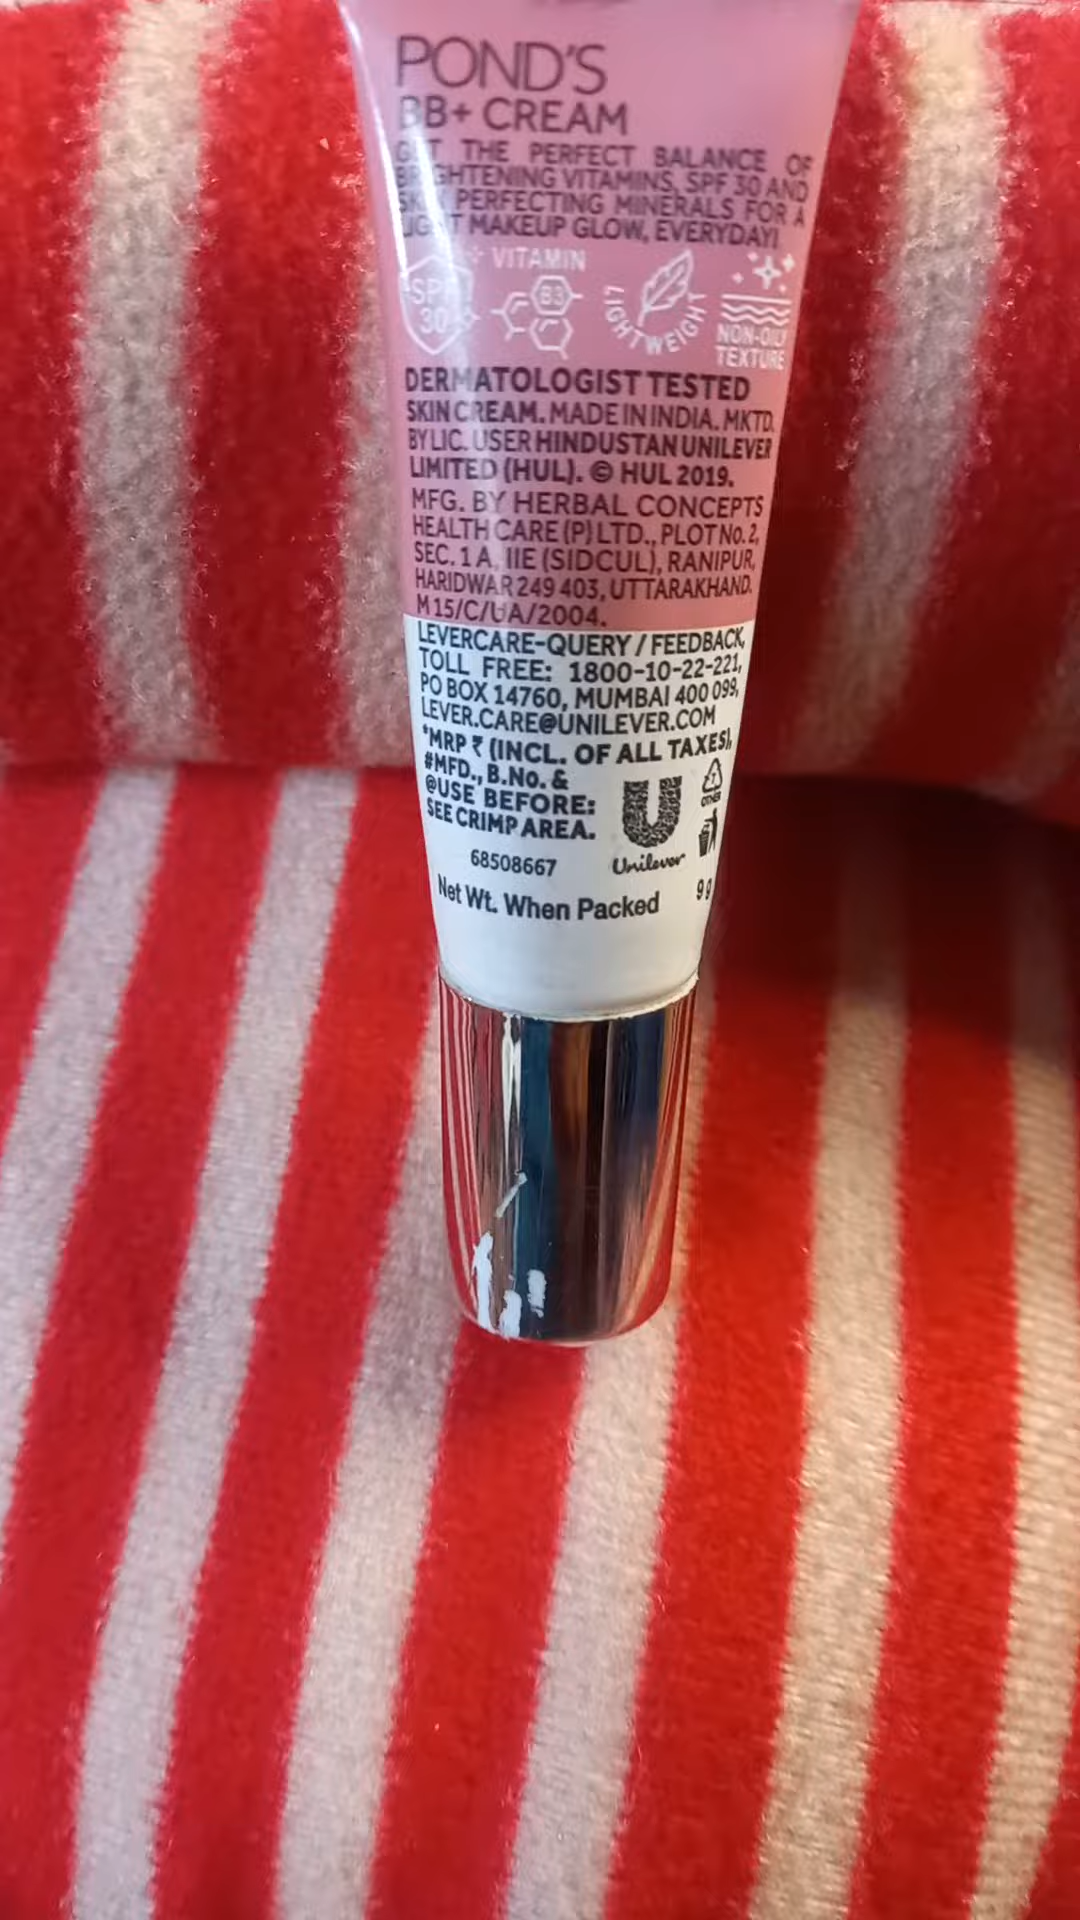 POND'S
BB+ CREAM
GET THE PERFECT BALANCE OF
BRIGHTENING VITAMINS, SPF 30 AND
SKIN PERFECTING MINERALS FOR A
LIGHT MAKEUP GLOW, EVERYDAY!
SPF
30
VITAMIN
B3
LIGHTWEIGHT
NON-OILY
TEXTURE
DERMATOLOGIST TESTED
SKIN CREAM. MADE IN INDIA. MKTD.
BY LIC. USER HINDUSTAN UNILEVER
LIMITED (HUL). © HUL 2019.
MFG. BY HERBAL CONCEPTS
HEALTH CARE (P) LTD., PLOT No. 2,
SEC. 1 A, IIE (SIDCUL), RANIPUR,
HARIDWAR 249 403, UTTARAKHAND.
M 15/C/UA/2004.
LEVERCARE-QUERY / FEEDBACK,
TOLL FREE: 1800-10-22-221,
PO BOX 14760, MUMBAI 400 099,
LEVER.CARE@UNILEVER.COM
*MRP ₹ (INCL. OF ALL TAXES),
#MFD., B.No. &
@USE BEFORE:
SEE CRIMP AREA.
7
OTHER
68508667
Unilever
Net Wt. When Packed 9 g